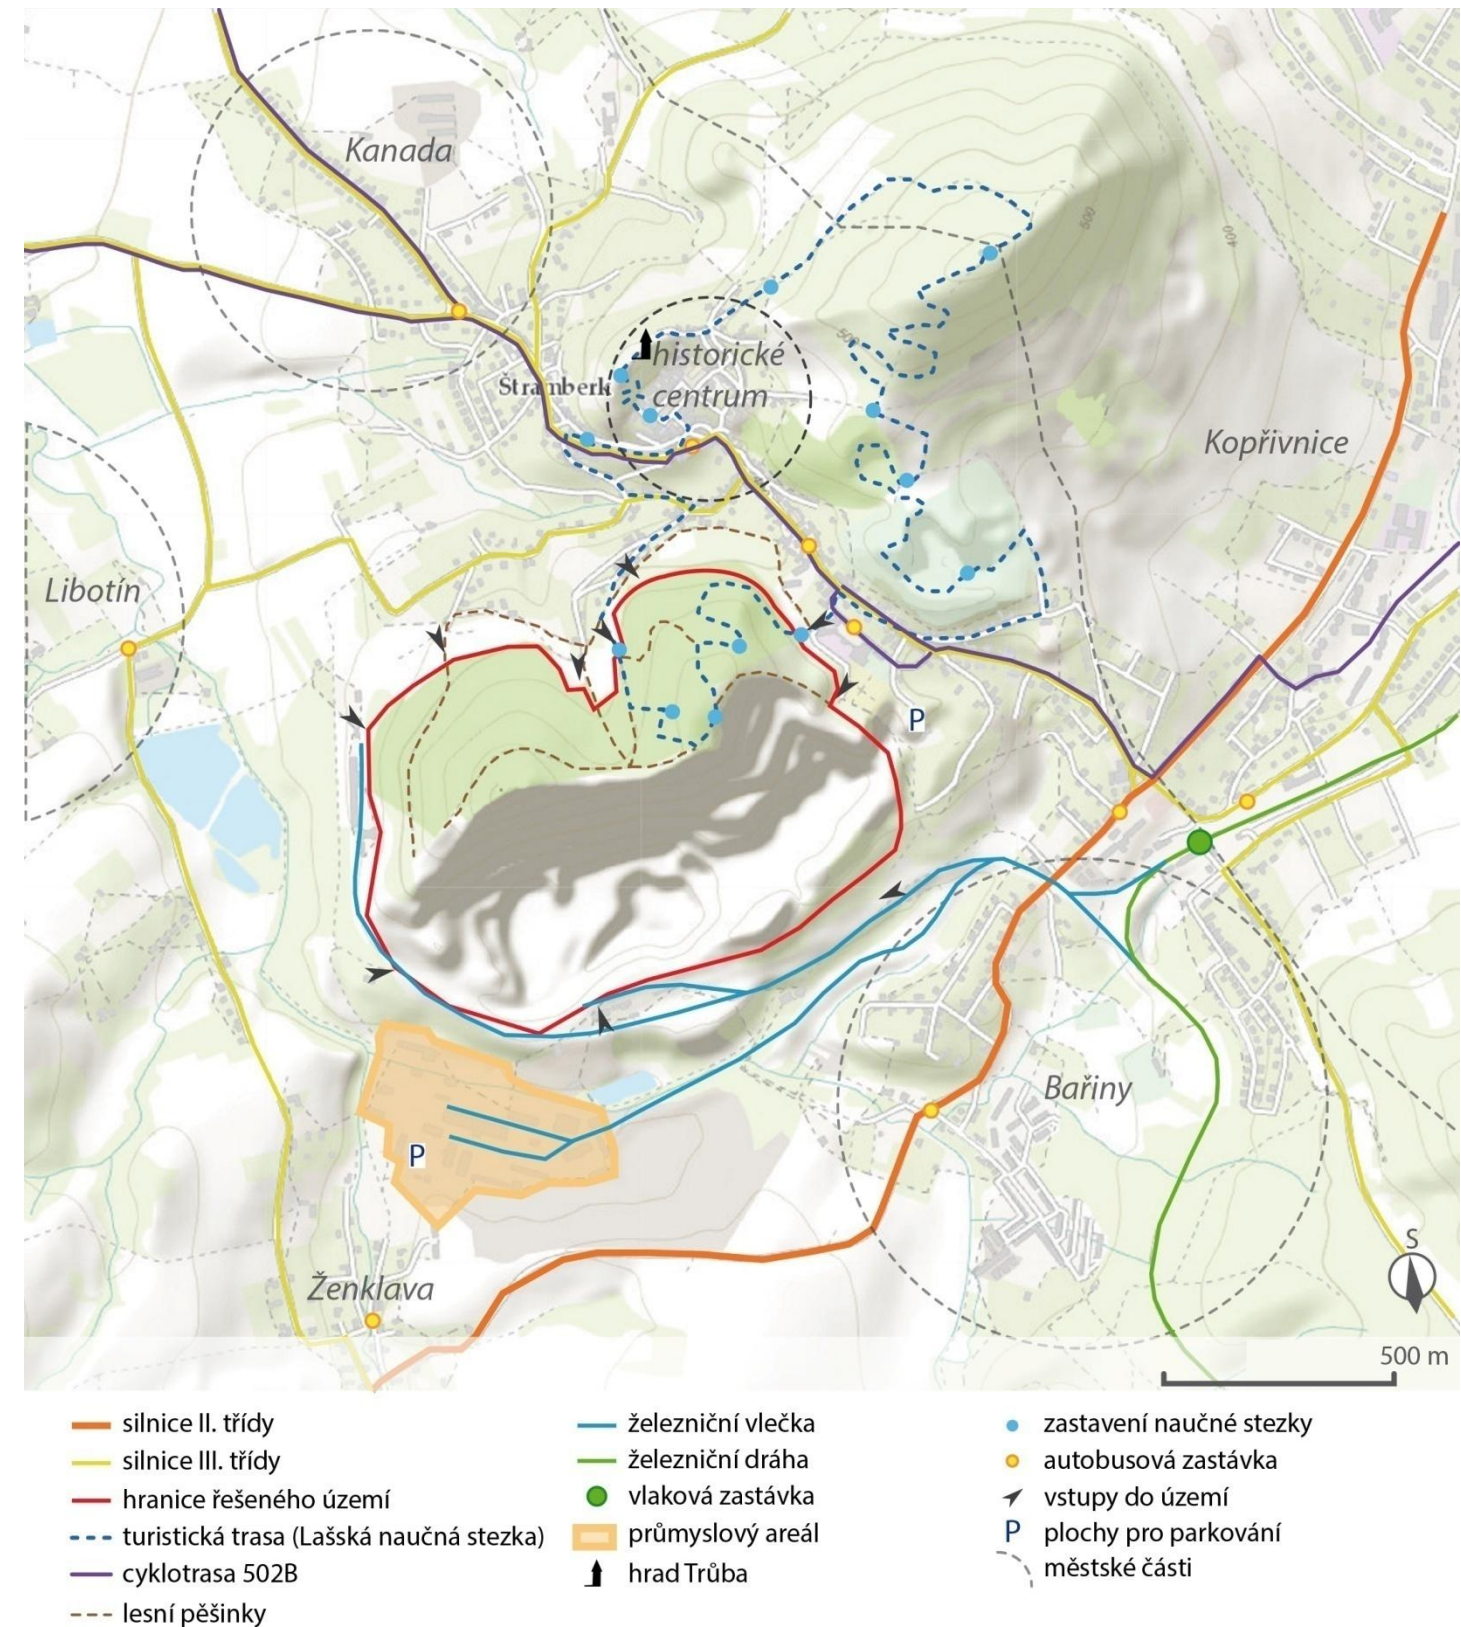 Kanada
600
400
500
historické
centrum
Štramberk
Kopřivnice
Libotín
P
Bařiny
P
Ženklava
S
500 m
silnice II. třídy
silnice III. třídy
hranice řešeného území
turistická trasa (Lašská naučná stezka)
cyklotrasa 502B
lesní pěšinky
železniční vlečka
železniční dráha
vlaková zastávka
průmyslový areál
hrad Trůba
zastavení naučné stezky
autobusová zastávka
vstupy do území
P plochy pro parkování
městské části